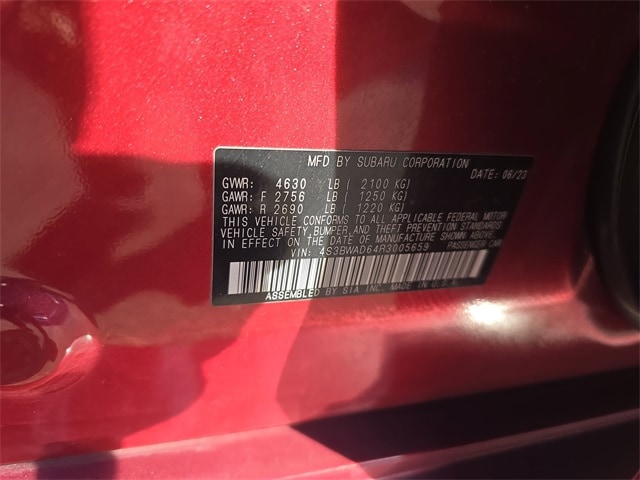 MFD BY SUBARU CORPORATION
DATE: 06/23
GVWR: 4630 LB ( 2100 KG)
GAWR: F 2756 LB ( 1250 KG)
GAWR: R 2690 LB ( 1220 KG)
THIS VEHICLE CONFORMS TO ALL APPLICABLE FEDERAL MOTOR
VEHICLE SAFETY, BUMPER, AND THEFT PREVENTION STANDARDS
IN EFFECT ON THE DATE OF MANUFACTURE SHOWN ABOVE.
VIN: 4S3BWAD64R3005659 PASSENGER CAR
ASSEMBLED BY SIA INC. MADE IN U.S.A.